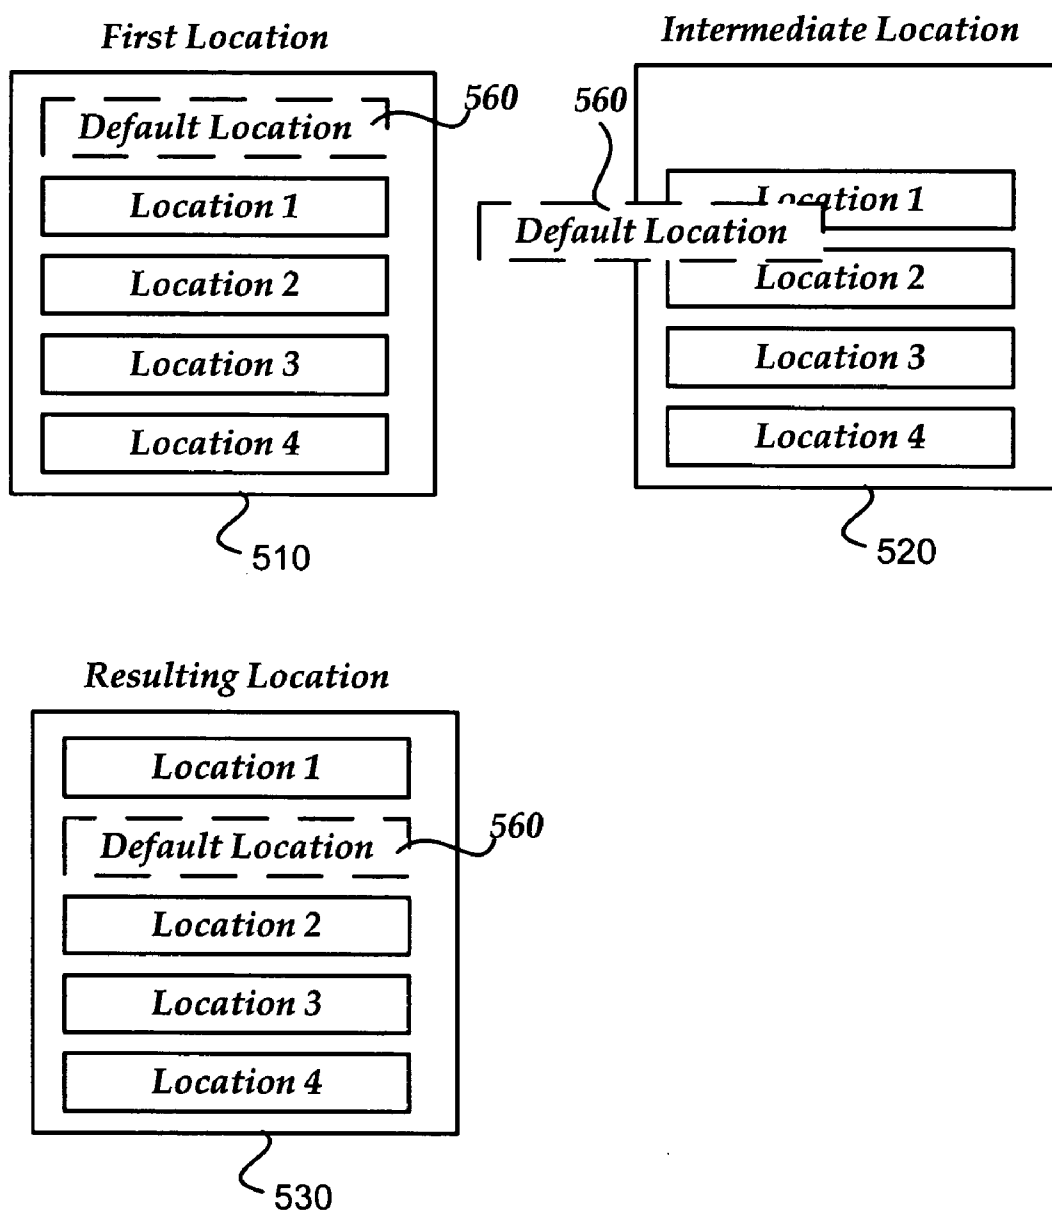 First Location
560
Default Location
Location 1
Location 2
Location 3
Location 4
510
Intermediate Location
560
Location 1
Default Location
Location 2
Location 3
Location 4
520
Resulting Location
Location 1
560
Default Location
Location 2
Location 3
Location 4
530